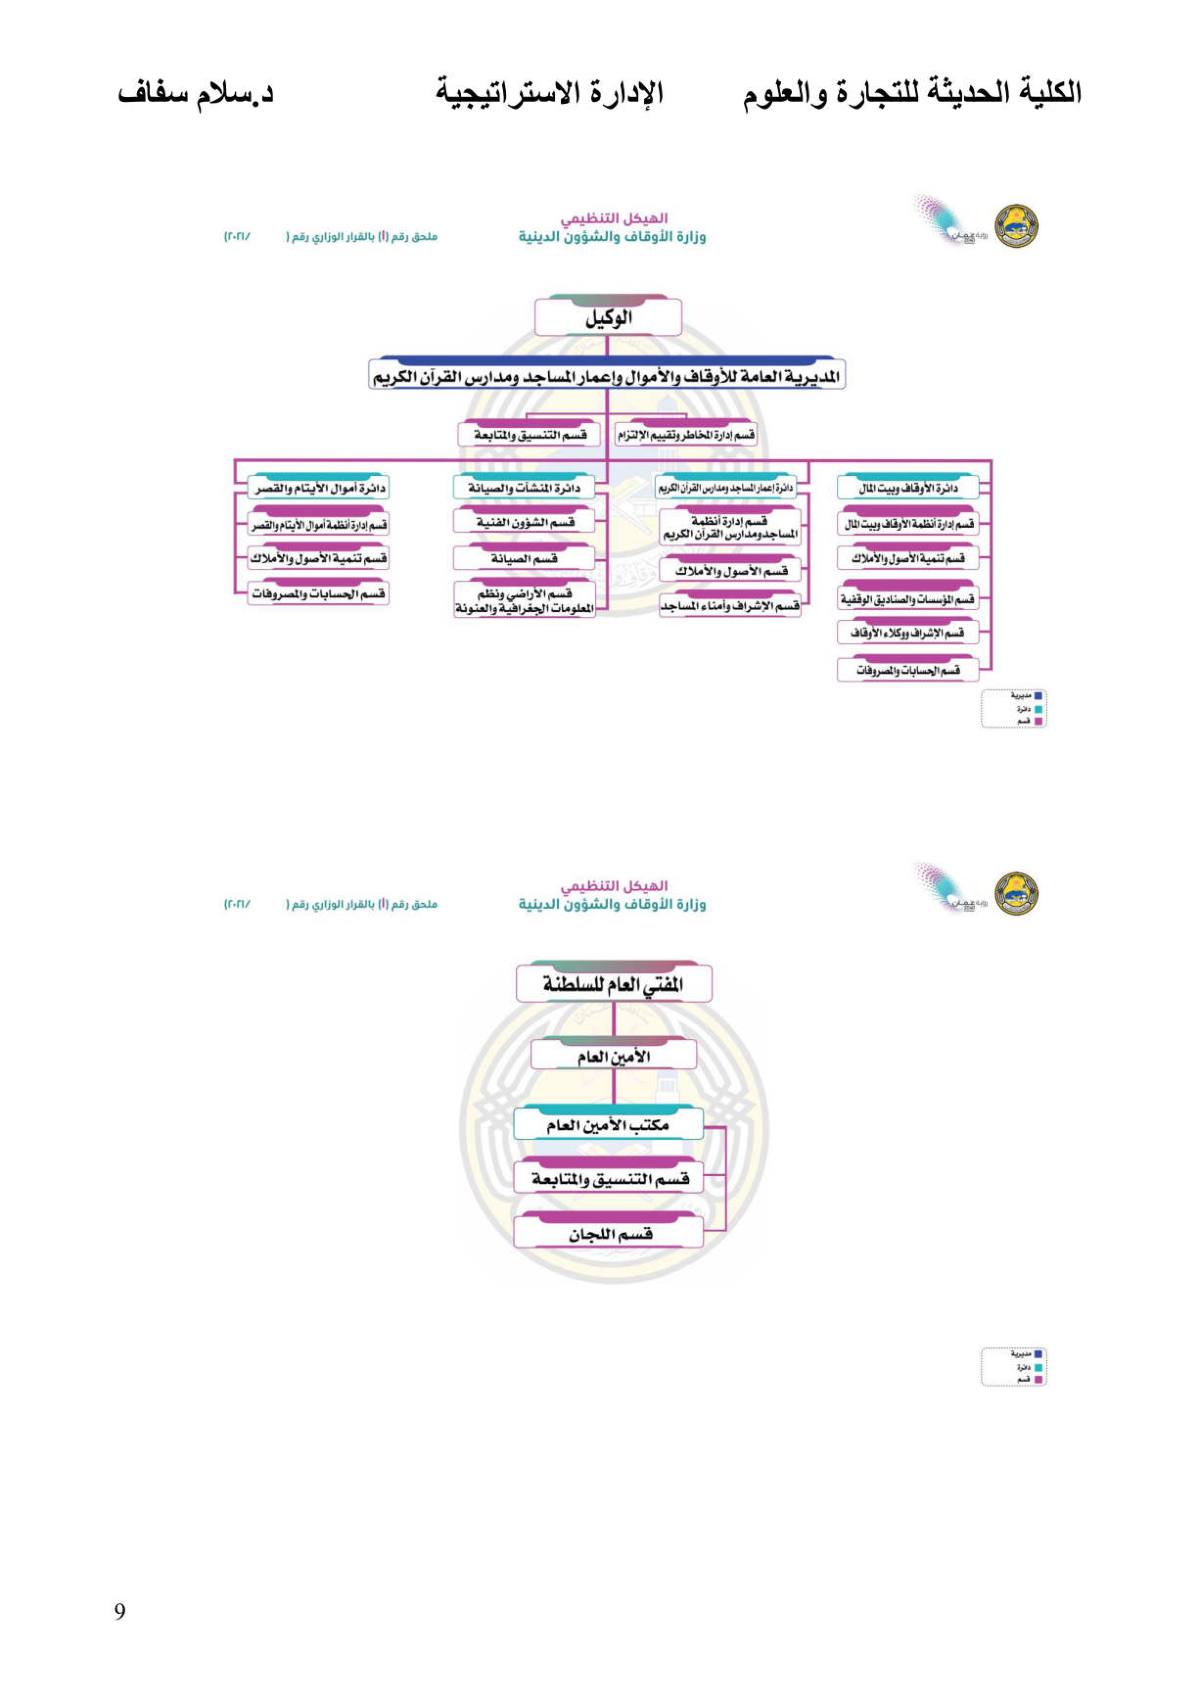 الكلية الحديثة للتجارة والعلوم الإدارة الاستراتيجية د.سلام سفاف
الهيكل التنظيمي
وزارة الأوقاف والشؤون الدينية
ملحق رقم (أ) بالقرار الوزاري رقم ( /٢٠٢١)
الوكيل
المديرية العامة للأوقاف والأموال وإعمار المساجد ومدارس القرآن الكريم
قسم إدارة المخاطر وتقييم الإلتزام
قسم التنسيق والمتابعة
دائرة الأوقاف وبيت المال
قسم إدارة أنظمة الأوقاف وبيت المال
قسم تنمية الأصول والأملاك
قسم المؤسسات والصناديق الوقفية
قسم الإشراف ووكلاء الأوقاف
قسم الحسابات والمصروفات
دائرة إعمار المساجد ومدارس القرآن الكريم
قسم إدارة أنظمة
المساجدومدارس القرآن الكريم
قسم الأصول والأملاك
قسم الإشراف وأمناء المساجد
دائرة المنشآت والصيانة
قسم الشؤون الفنية
قسم الصيانة
قسم الأراضي ونظم
المعلومات الجغرافية والعنونة
دائرة أموال الأيتام والقصر
قسم إدارة أنظمة أموال الأيتام والقصر
قسم تنمية الأصول والأملاك
قسم الحسابات والمصروفات
مديرية
دائرة
قسم
الهيكل التنظيمي
وزارة الأوقاف والشؤون الدينية
ملحق رقم (أ) بالقرار الوزاري رقم ( /٢٠٢١)
المفتي العام للسلطنة
الأمين العام
مكتب الأمين العام
قسم التنسيق والمتابعة
قسم اللجان
مديرية
دائرة
قسم
9